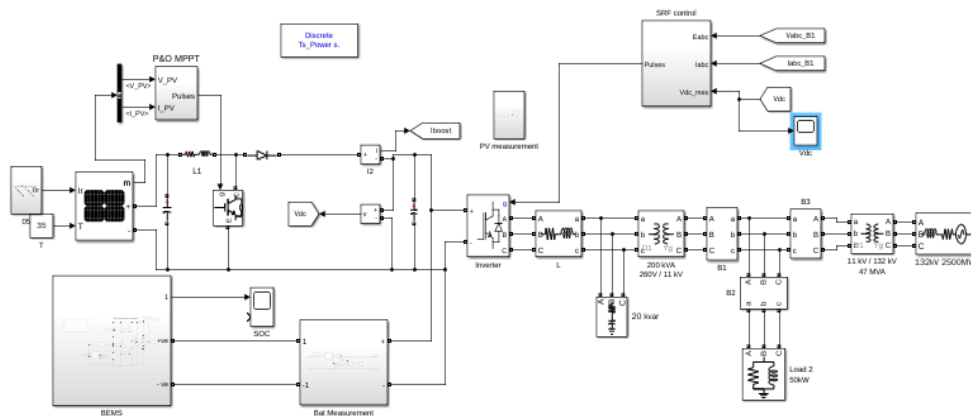 SRF control
Discrete
Ts_Power s.
Eabc
Vabc_B1
P&O MPPT
Iabc
Iabc_B1
Pulses
<V_PV>
V_PV
Pulses
<I_PV>
I_PV
Vdc_mes
Vdc
Vdc
PV measurement
Iboost
L1
I2
Ir
m
T
35
T
+
-
g
C
E
Vdc
+
-
v
+
-
i
g
A
B
C
Inverter
A
B
C
a
b
c
L
200 kVA
260V / 11 kV
B1
B3
11 kV / 132 kV
47 MVA
132kV 2500MV
B2
A
B
C
a
b
c
20 kvar
A
B
C
Load 2
50kW
1
SOC
+ve
-ve
BEMS
1
-1
+
-
Bat Measurement